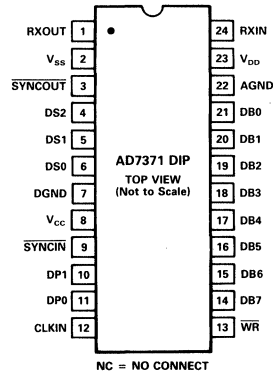 RXOUT 1 24 RXIN
VSS 2 23 VDD
SYNCOUT 3 22 AGND
DS2 4 21 DB0
DS1 5 20 DB1
DS0 6 19 DB2
DGND 7 18 DB3
VCC 8 17 DB4
SYNCIN 9 16 DB5
DP1 10 15 DB6
DP0 11 14 DB7
CLKIN 12 13 WR
AD7371 DIP
TOP VIEW
(Not to Scale)
NC = NO CONNECT